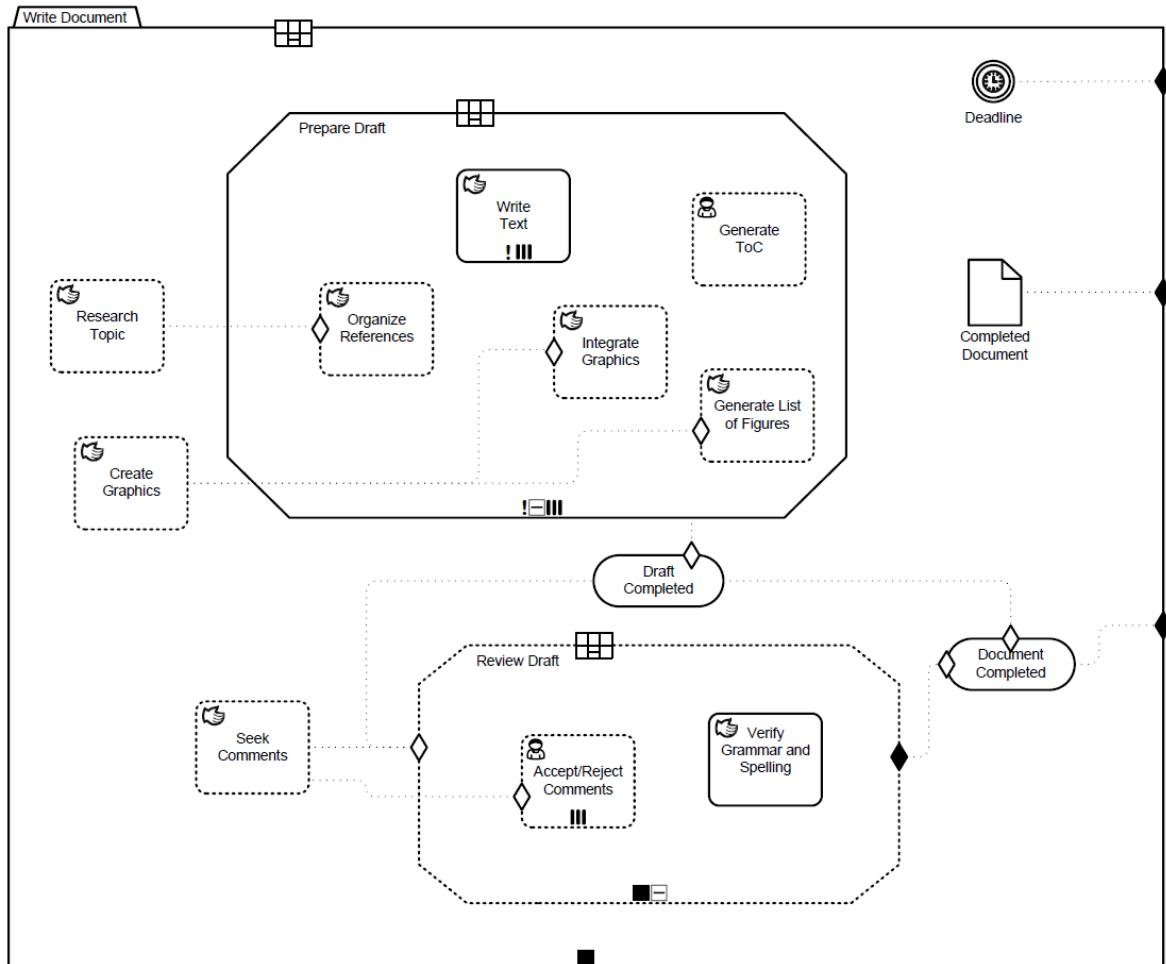 Write Document
Deadline
Prepare Draft
Write
Text
Generate
ToC
Research
Topic
Organize
References
Integrate
Graphics
Completed
Document
Generate List
of Figures
Create
Graphics
Draft
Completed
Review Draft
Document
Completed
Seek
Comments
Verify
Grammar and
Spelling
Accept/Reject
Comments